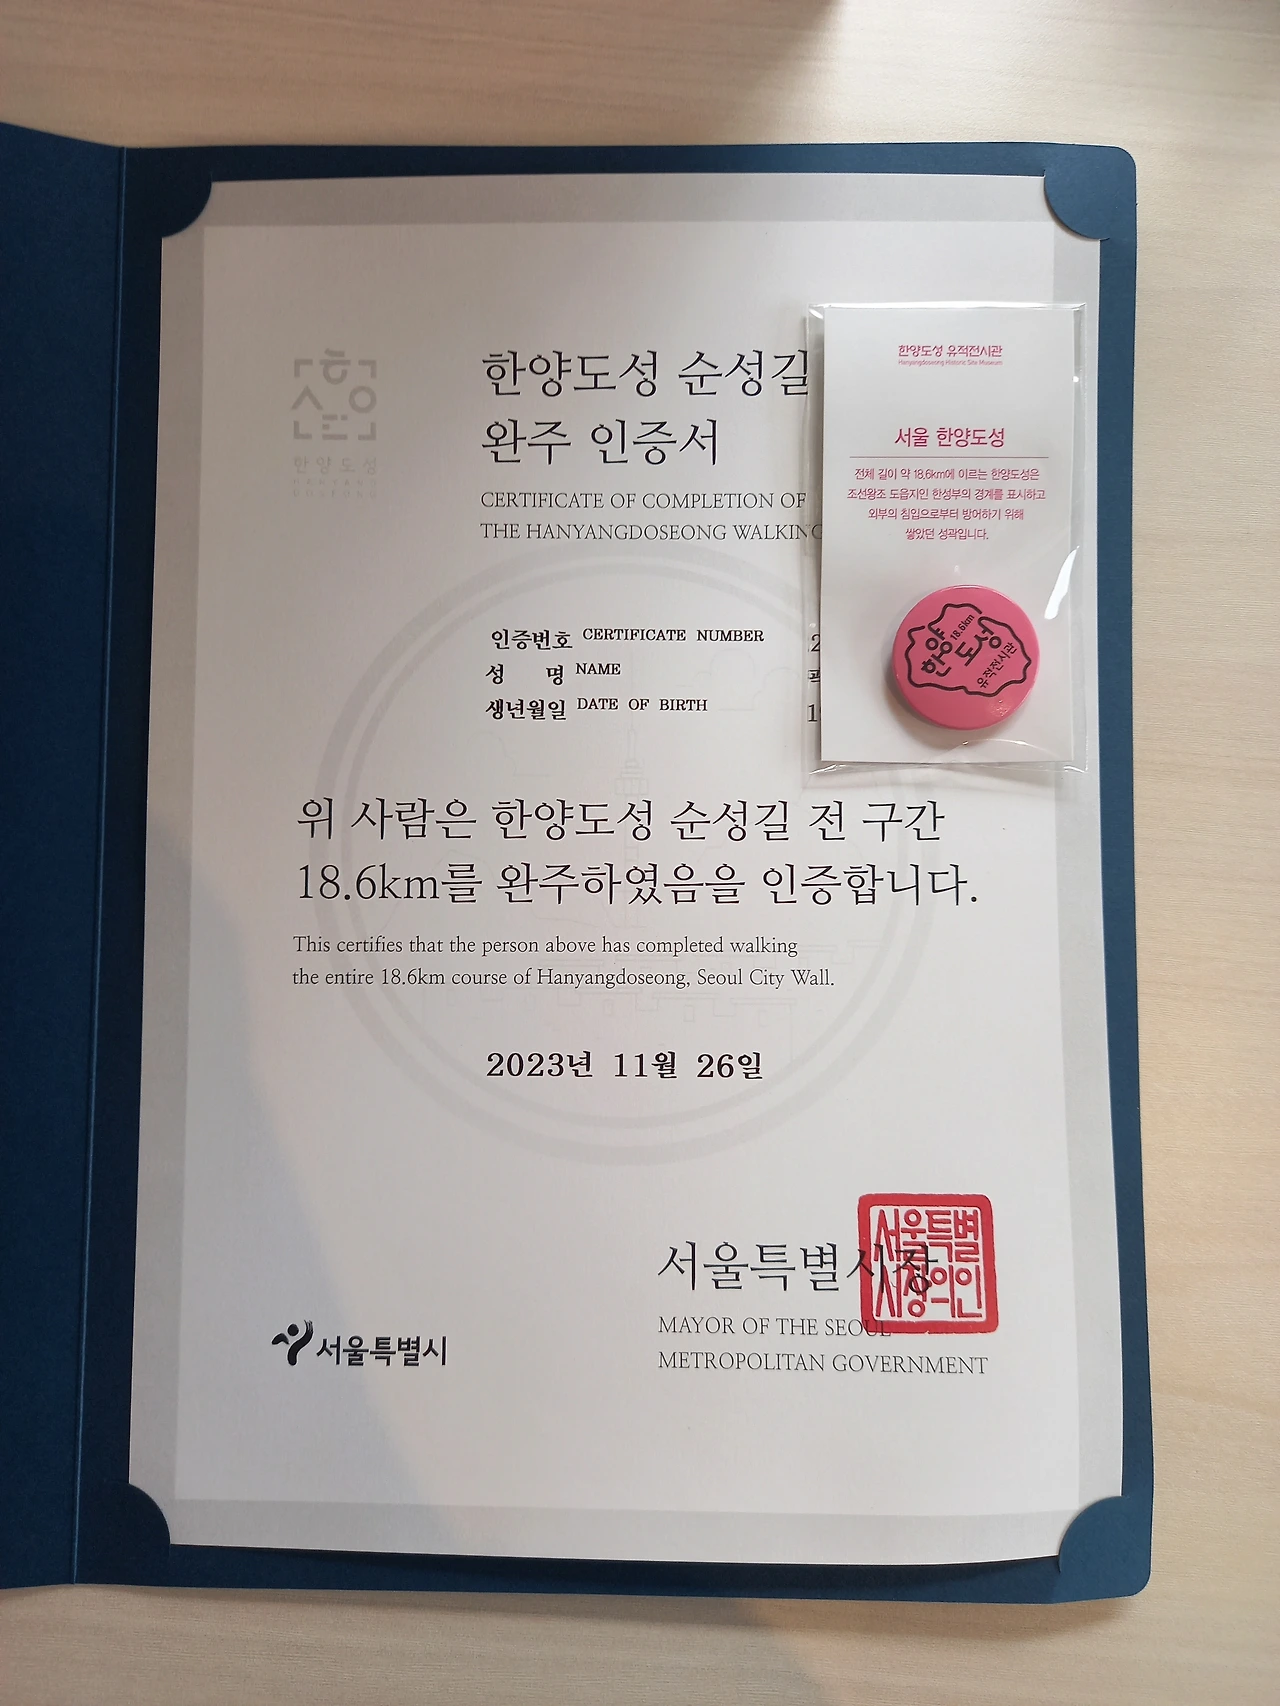 한양도성
한양도성 순성길
완주 인증서
CERTIFICATE OF COMPLETION OF
THE HANYANGDOSEONG WALKING
한양도성 유적전시관
Hanyangdoseong Historic Site Museum
서울 한양도성
전체 길이 약 18.6km에 이르는 한양도성은
조선왕조 도읍지인 한성부의 경계를 표시하고
외부의 침입으로부터 방어하기 위해
쌓았던 성곽입니다.
한양도성
18.6km
유적전시관
인증번호 CERTIFICATE NUMBER 2
성 명 NAME
생년월일 DATE OF BIRTH 1
위 사람은 한양도성 순성길 전 구간
18.6km를 완주하였음을 인증합니다.
This certifies that the person above has completed walking
the entire 18.6km course of Hanyangdoseong, Seoul City Wall.
2023년 11월 26일
서울특별시장
서울특별
시장의인
MAYOR OF THE SEOUL
METROPOLITAN GOVERNMENT
서울특별시